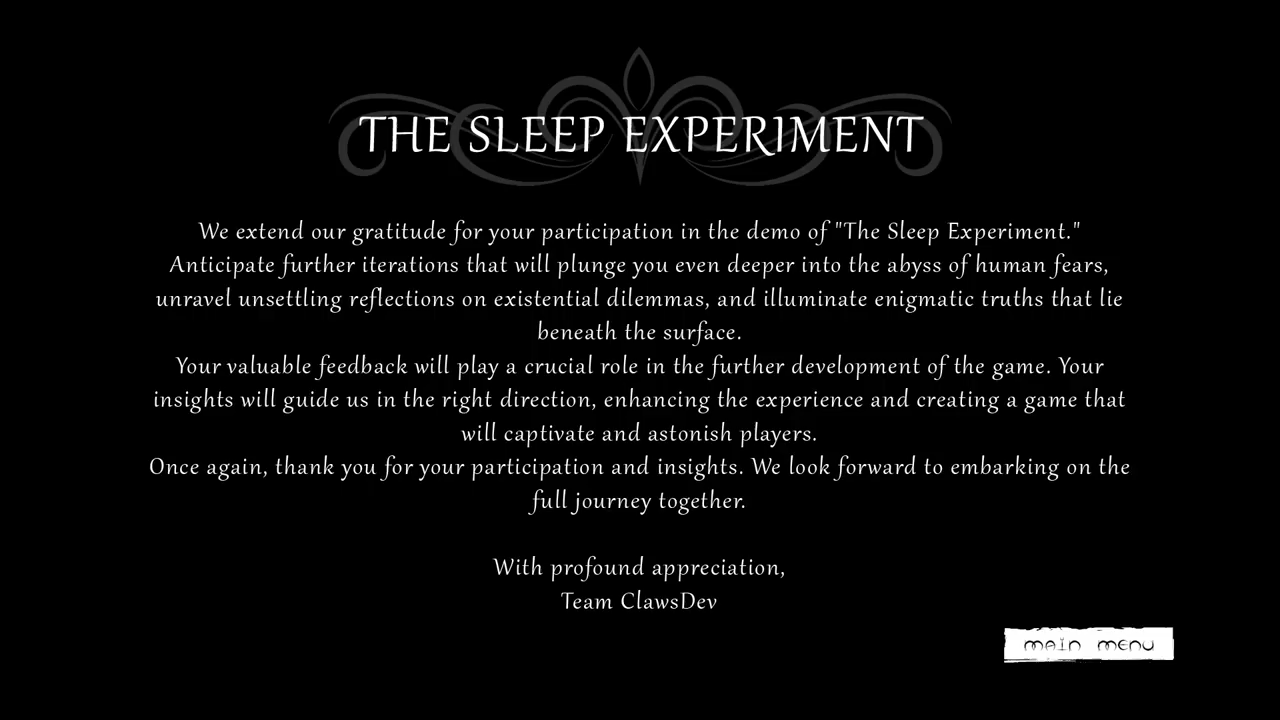 THE SLEEP EXPERIMENT
We extend our gratitude for your participation in the demo of "The Sleep Experiment."
Anticipate further iterations that will plunge you even deeper into the abyss of human fears,
unravel unsettling reflections on existential dilemmas, and illuminate enigmatic truths that lie
beneath the surface.
Your valuable feedback will play a crucial role in the further development of the game. Your
insights will guide us in the right direction, enhancing the experience and creating a game that
will captivate and astonish players.
Once again, thank you for your participation and insights. We look forward to embarking on the
full journey together.
With profound appreciation,
Team ClawsDev
MAIN MENU